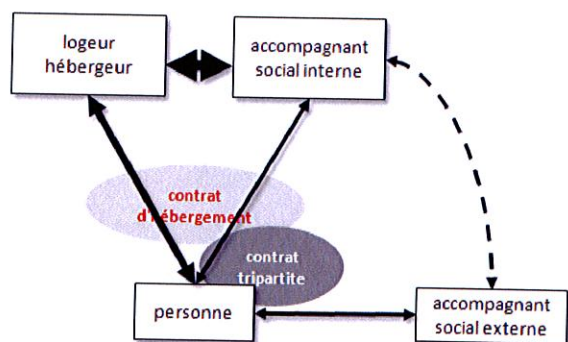 logeur
hébergeur
accompagnant
social interne
contrat
d'hébergement
contrat
tripartite
personne
accompagnant
social externe